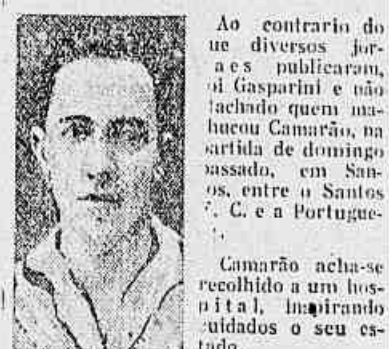 Ao contrario do
ue diversos jor-
aes publicaram,
oi Gasparini e não
achado quem ma-
hucou Camarão, na
artida de domingo
assado, em San-
os, entre o Santos
F. C. e a Portugue-
Camarão acha-se
recolhido a um hos-
pital, inspirando
cuidados o seu es-
tado